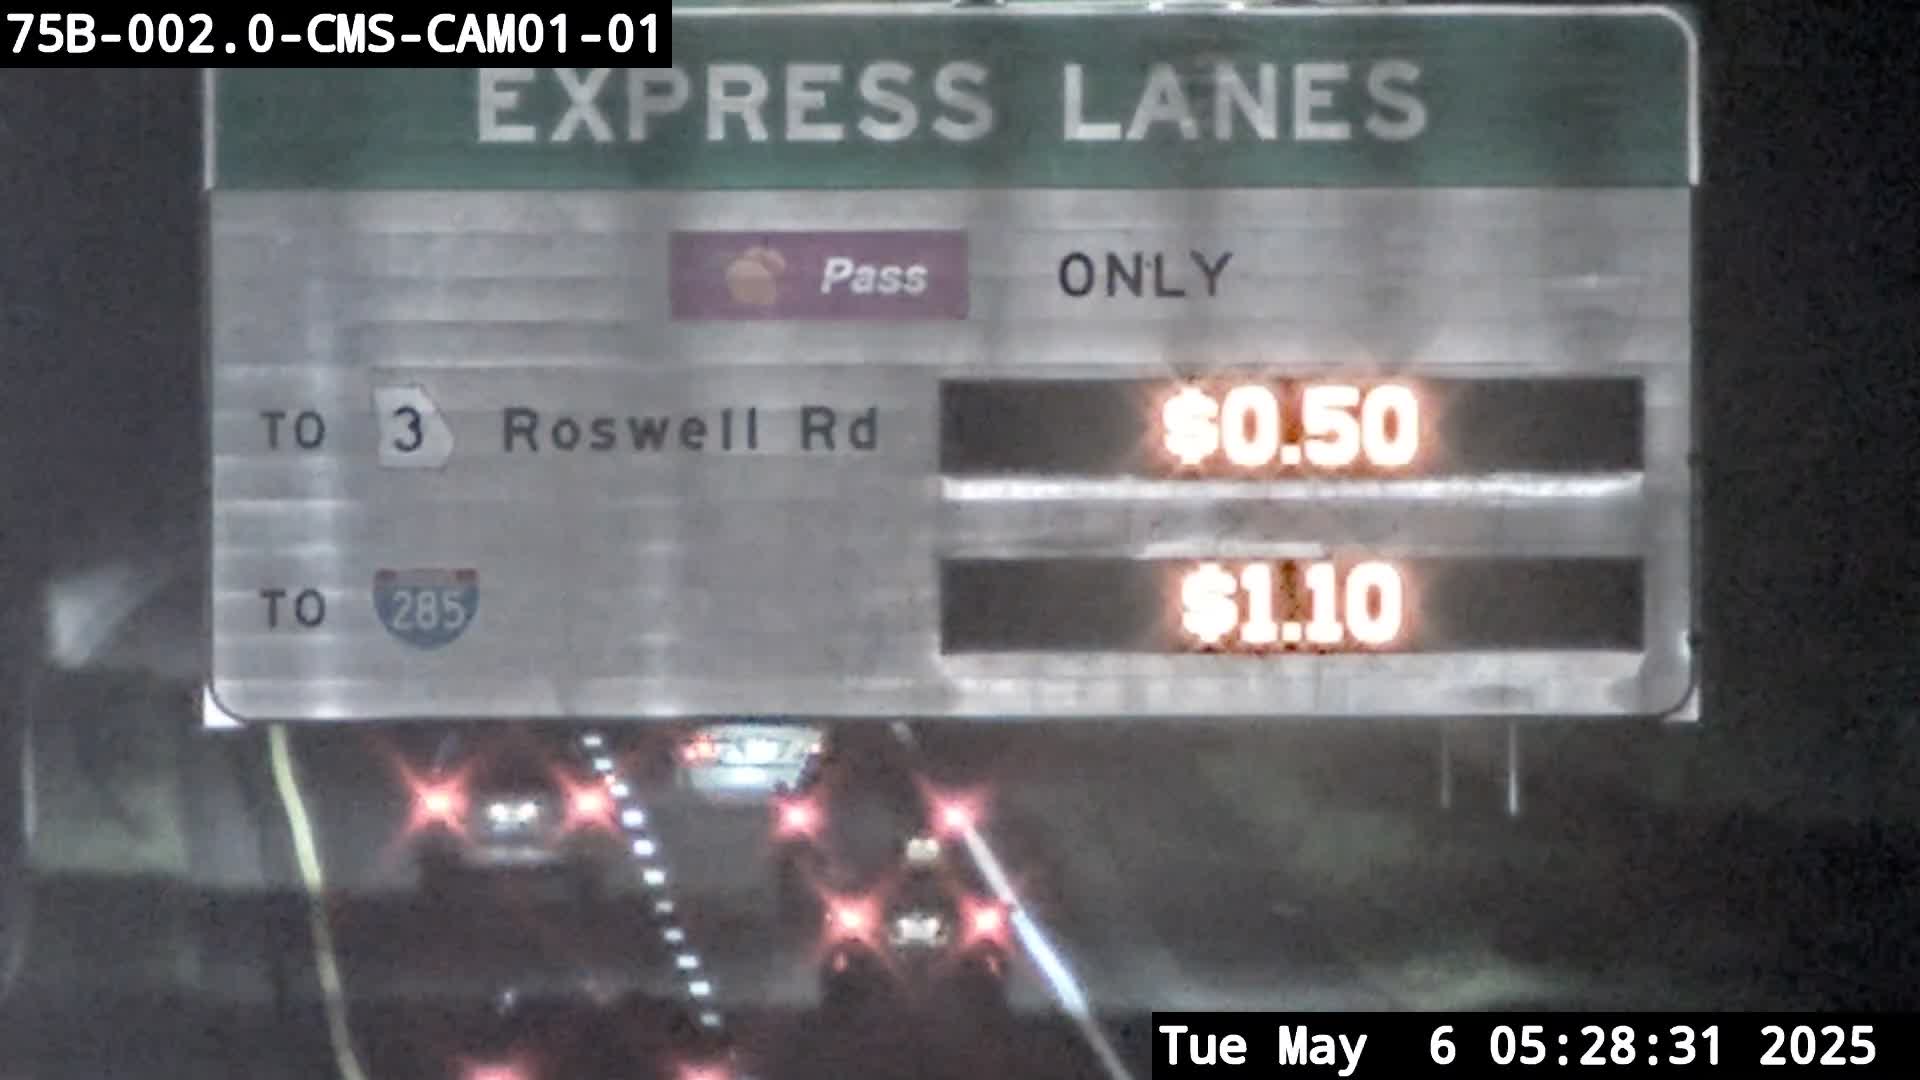 75B-002.0-CMS-CAM01-01
EXPRESS LANES
Pass ONLY
TO 3 Roswell Rd $0.50
TO 285 $1.10
Tue May 6 05:28:31 2025